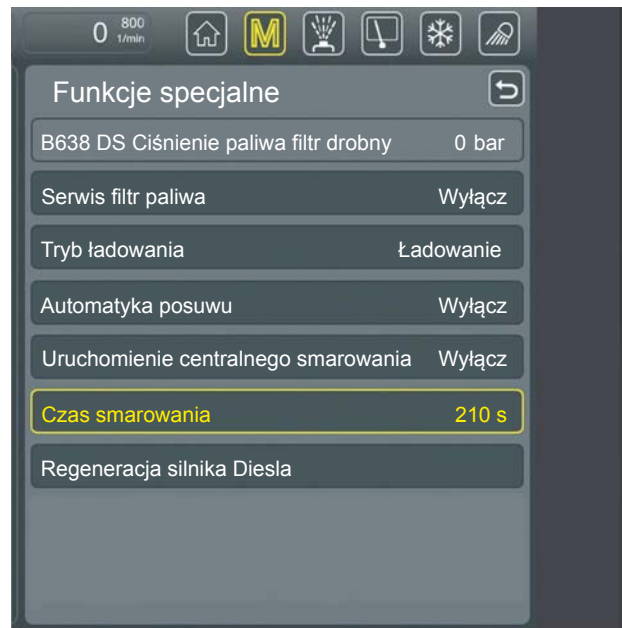 0 800 1/min M
Funkcje specjalne
B638 DS Ciśnienie paliwa filtr drobny 0 bar
Serwis filtr paliwa Wyłącz
Tryb ładowania Ładowanie
Automatyka posuwu Wyłącz
Uruchomienie centralnego smarowania Wyłącz
Czas smarowania 210 s
Regeneracja silnika Diesla